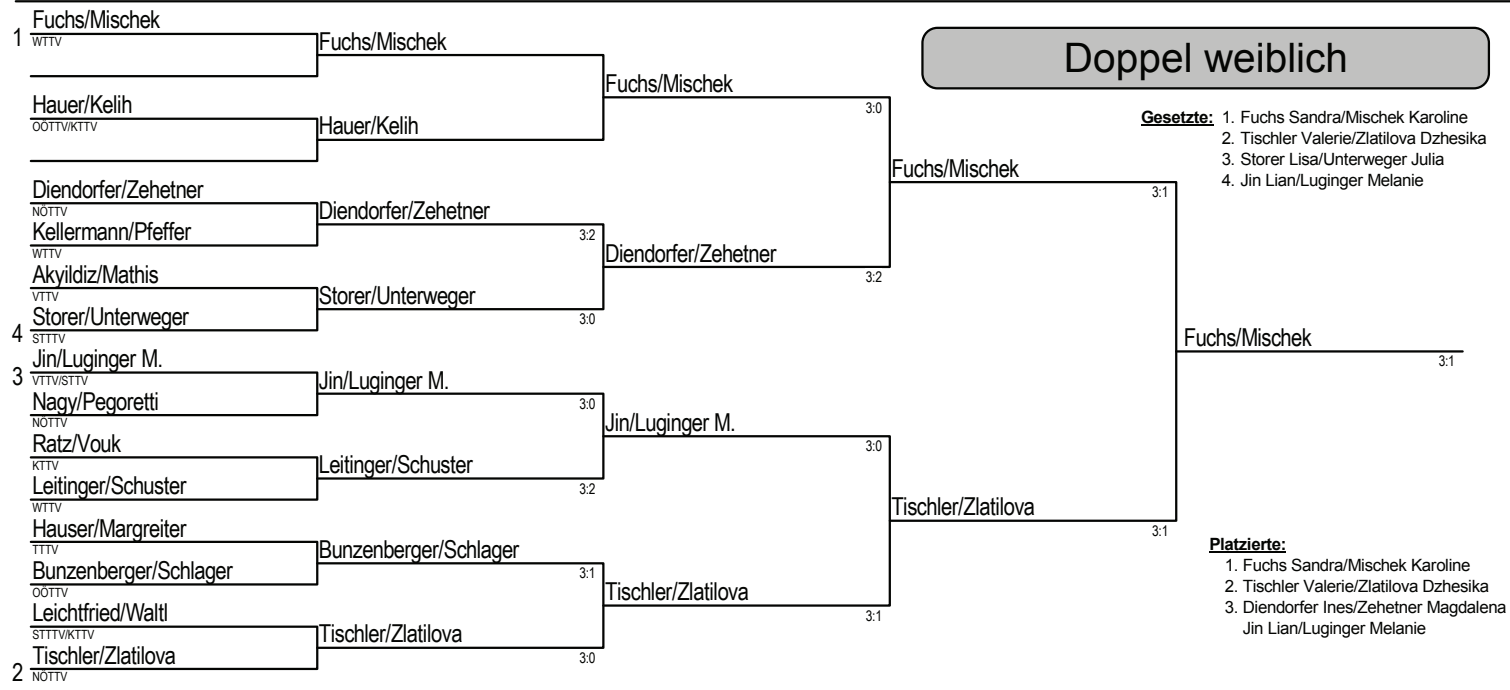 Doppel weiblich
Gesetzte: 1. Fuchs Sandra/Mischek Karoline
2. Tischler Valerie/Zlatilova Dzhesika
3. Storer Lisa/Unterweger Julia
4. Jin Lian/Luginger Melanie
1 Fuchs/Mischek
WTTV
Hauer/Kelih
OÖTTV/KTTV
Diendorfer/Zehetner
NÖTTV
Kellermann/Pfeffer
WTTV
Akyildiz/Mathis
VTTV
Storer/Unterweger
4 STTTV
Jin/Luginger M.
3 VTTV/STTV
Nagy/Pegoretti
NÖTTV
Ratz/Vouk
KTTV
Leitinger/Schuster
WTTV
Hauser/Margreiter
TTTV
Bunzenberger/Schlager
OÖTTV
Leichtfried/Waltl
STTTV/KTTV
Tischler/Zlatilova
2 NÖTTV
Fuchs/Mischek
Hauer/Kelih
Diendorfer/Zehetner
3:2
Storer/Unterweger
3:0
Jin/Luginger M.
3:0
Leitinger/Schuster
3:2
Bunzenberger/Schlager
3:1
Tischler/Zlatilova
3:0
Fuchs/Mischek
3:0
Diendorfer/Zehetner
3:2
Jin/Luginger M.
3:0
Tischler/Zlatilova
3:1
Fuchs/Mischek
3:1
Tischler/Zlatilova
3:1
Fuchs/Mischek
3:1
Platzierte:
1. Fuchs Sandra/Mischek Karoline
2. Tischler Valerie/Zlatilova Dzhesika
3. Diendorfer Ines/Zehetner Magdalena
Jin Lian/Luginger Melanie